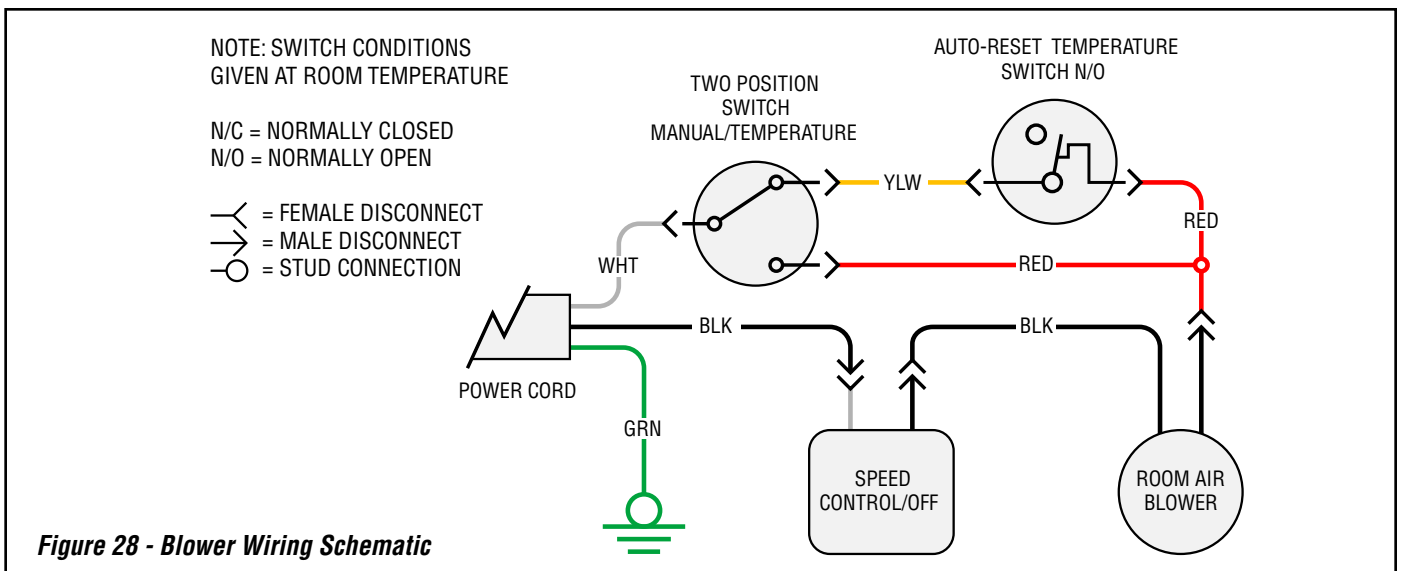 NOTE: SWITCH CONDITIONS
GIVEN AT ROOM TEMPERATURE
N/C = NORMALLY CLOSED
N/O = NORMALLY OPEN
= FEMALE DISCONNECT
= MALE DISCONNECT
= STUD CONNECTION
TWO POSITION
SWITCH
MANUAL/TEMPERATURE
AUTO-RESET TEMPERATURE
SWITCH N/O
YLW
RED
WHT
RED
BLK
BLK
POWER CORD
GRN
SPEED
CONTROL/OFF
ROOM AIR
BLOWER
Figure 28 - Blower Wiring Schematic